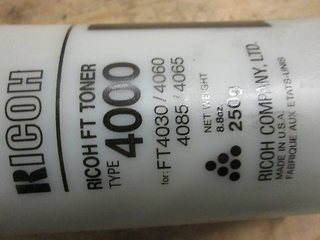 RICOH
RICOH FT TONER
TYPE 4000
for: FT4030/4060
4085/4065
NET WEIGHT
8.8oz. 250g
RICOH COMPANY, LTD.
MADE IN U.S.A.
FABRIQUE AUX ETATS-UNIS